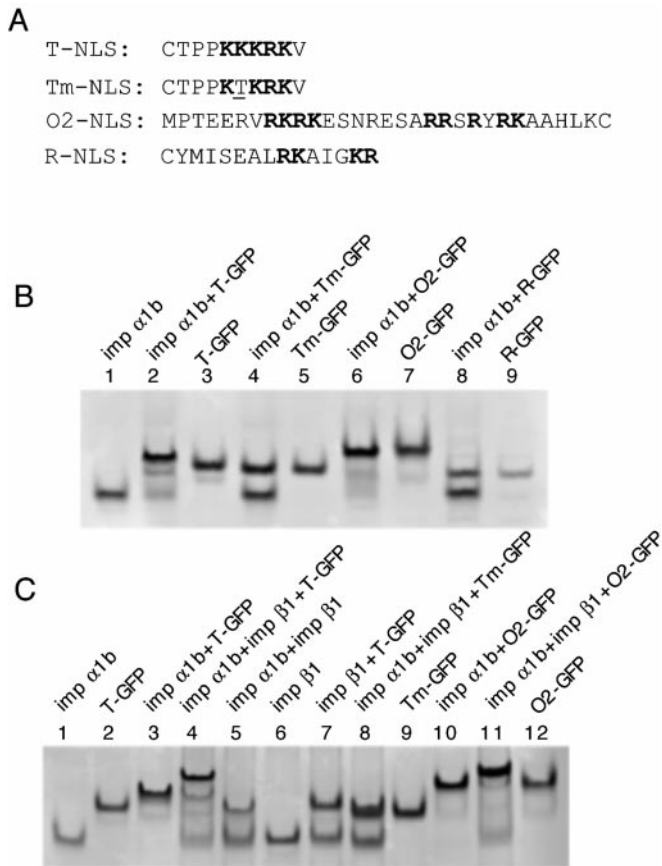 A
T-NLS: CTPPKKKRKV
Tm-NLS: CTPPKTKRKV
O2-NLS: MPTEERVRKRKESNRESARRSRYRKAAHLKC
R-NLS: CYMISEALRKAIGKR
B
imp α1b
imp α1b+T-GFP
T-GFP
imp α1b+Tm-GFP
Tm-GFP
imp α1b+O2-GFP
O2-GFP
imp α1b+R-GFP
R-GFP
1 2 3 4 5 6 7 8 9
C
imp α1b
T-GFP
imp α1b+T-GFP
imp α1b+imp β1+T-GFP
imp α1b+imp β1
imp β1
imp β1+T-GFP
imp α1b+imp β1+Tm-GFP
Tm-GFP
imp α1b+O2-GFP
imp α1b+imp β1+O2-GFP
O2-GFP
1 2 3 4 5 6 7 8 9 10 11 12